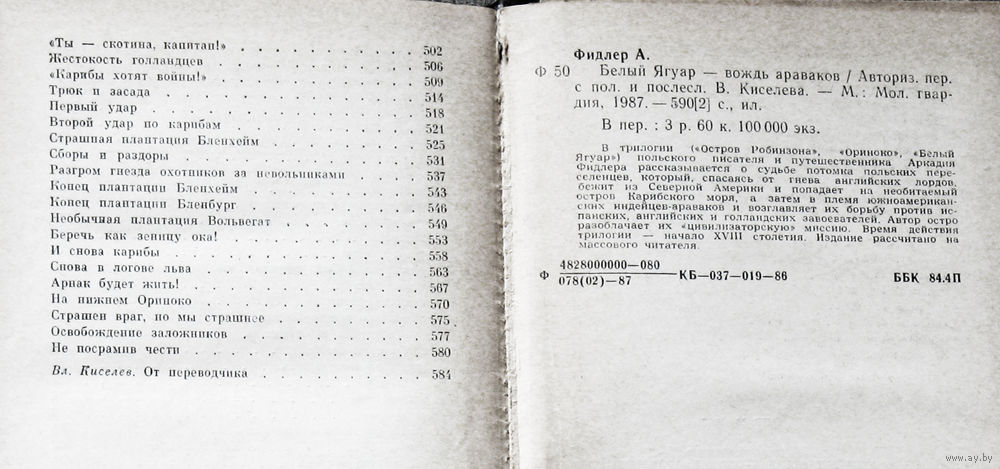 «Ты — скотина, капитан!» . . . . . . . . . . 502
Жестокость голландцев . . . . . . . . . . 506
«Карибы хотят войны!» . . . . . . . . . . 509
Трюк и засада . . . . . . . . . . 514
Первый удар . . . . . . . . . . 518
Второй удар по карибам . . . . . . . . . . 521
Страшная плантация Бленхейм . . . . . . . . . . 525
Сборы и раздоры . . . . . . . . . . 531
Разгром гнезда охотников за невольниками . . . . 537
Конец плантации Бленхейм . . . . . . . . . . 543
Конец плантации Бленбург . . . . . . . . . . 546
Необычная плантация Вольвегат . . . . . . . . . 549
Беречь как зеницу ока! . . . . . . . . . . 553
И снова карибы . . . . . . . . . . 558
Снова в логове льва . . . . . . . . . . 563
Арнак будет жить! . . . . . . . . . . 567
На нижнем Ориноко . . . . . . . . . . 570
Страшен враг, но мы страшнее . . . . . . . . . 575
Освобождение заложников . . . . . . . . . . 577
Не посрамив чести . . . . . . . . . . 580
Вл. Киселев. От переводчика . . . . . . . . . . 584
Фидлер А.
Ф 50 Белый Ягуар — вождь араваков / Авториз. пер.
с пол. и послесл. В. Киселева. — М.: Мол. гвар-
дия, 1987. — 590[2] с., ил.
В пер. : 3 р. 60 к. 100 000 экз.
В трилогии («Остров Робинзона», «Ориноко», «Белый
Ягуар») польского писателя и путешественника Аркадия
Фидлера рассказывается о судьбе потомка польских пере-
селенцев, который, спасаясь от гнева английских лордов,
бежит из Северной Америки и попадает на необитаемый
остров Карибского моря, а затем в племя южноамерикан-
ских индейцев-араваков и возглавляет их борьбу против ис-
панских, английских и голландских завоевателей. Автор остро
разоблачает их «цивилизаторскую» миссию. Время действия
трилогии — начало XVIII столетия. Издание рассчитано на
массового читателя.
4828000000—080
Ф КБ—037—019—86 ББК 84.4П
078(02)—87
www.ay.by